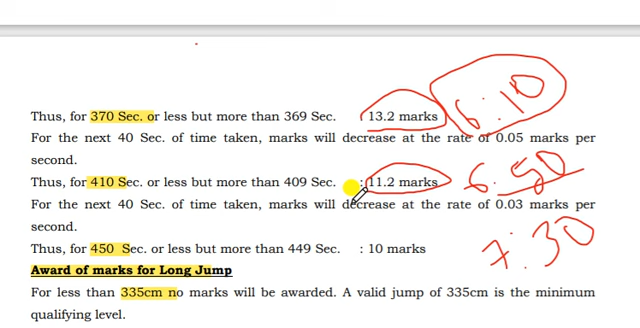 Thus, for 370 Sec. or less but more than 369 Sec. 13.2 marks 6:10
For the next 40 Sec of time taken, marks will decrease at the rate of 0.05 marks per
second.
Thus, for 410 Sec. or less but more than 409 Sec. : 11.2 marks 6.50
For the next 40 Sec of time taken, marks will decrease at the rate of 0.03 marks per
second.
Thus, for 450 Sec. or less but more than 449 Sec. : 10 marks 7:30
Award of marks for Long Jump
For less than 335cm no marks will be awarded. A valid jump of 335cm is the minimum
qualifying level.